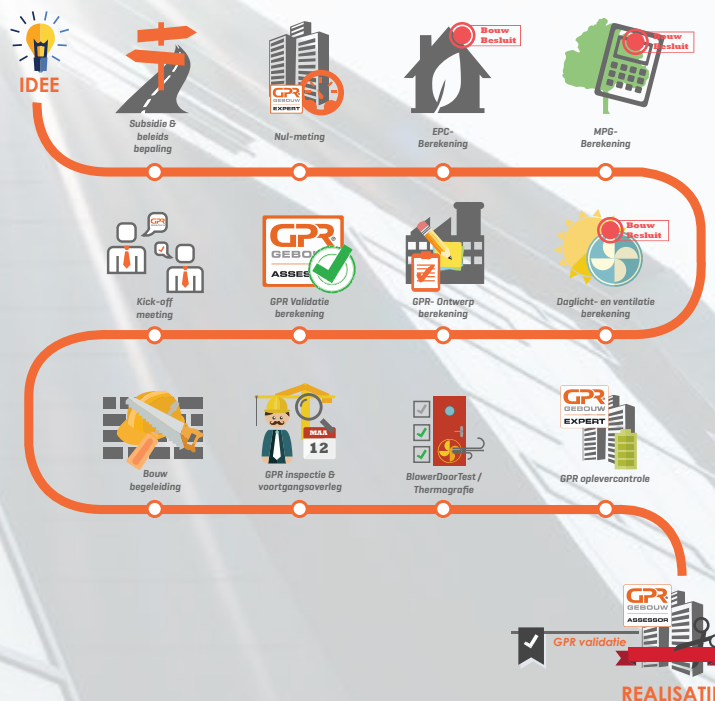 IDEE
Subsidie &
beleids
bepaling
GPR
GEBOUW
EXPERT
Nul-meting
Bouw
Besluit
EPC-
Berekening
Bouw
Besluit
MPG-
Berekening
GPR
Kick-off
meeting
GPR
GEBOUW
ASSES
GPR Validatie
berekening
GPR- Ontwerp
berekening
Bouw
Besluit
Daglicht- en ventilatie
berekening
Bouw
begeleiding
MAA
12
GPR inspectie &
voortgangsoverleg
BlowerDoorTest /
Thermografie
GPR
GEBOUW
EXPERT
GPR oplevercontrole
GPR
GEBOUW
ASSESSOR
GPR validatie
REALISATIE